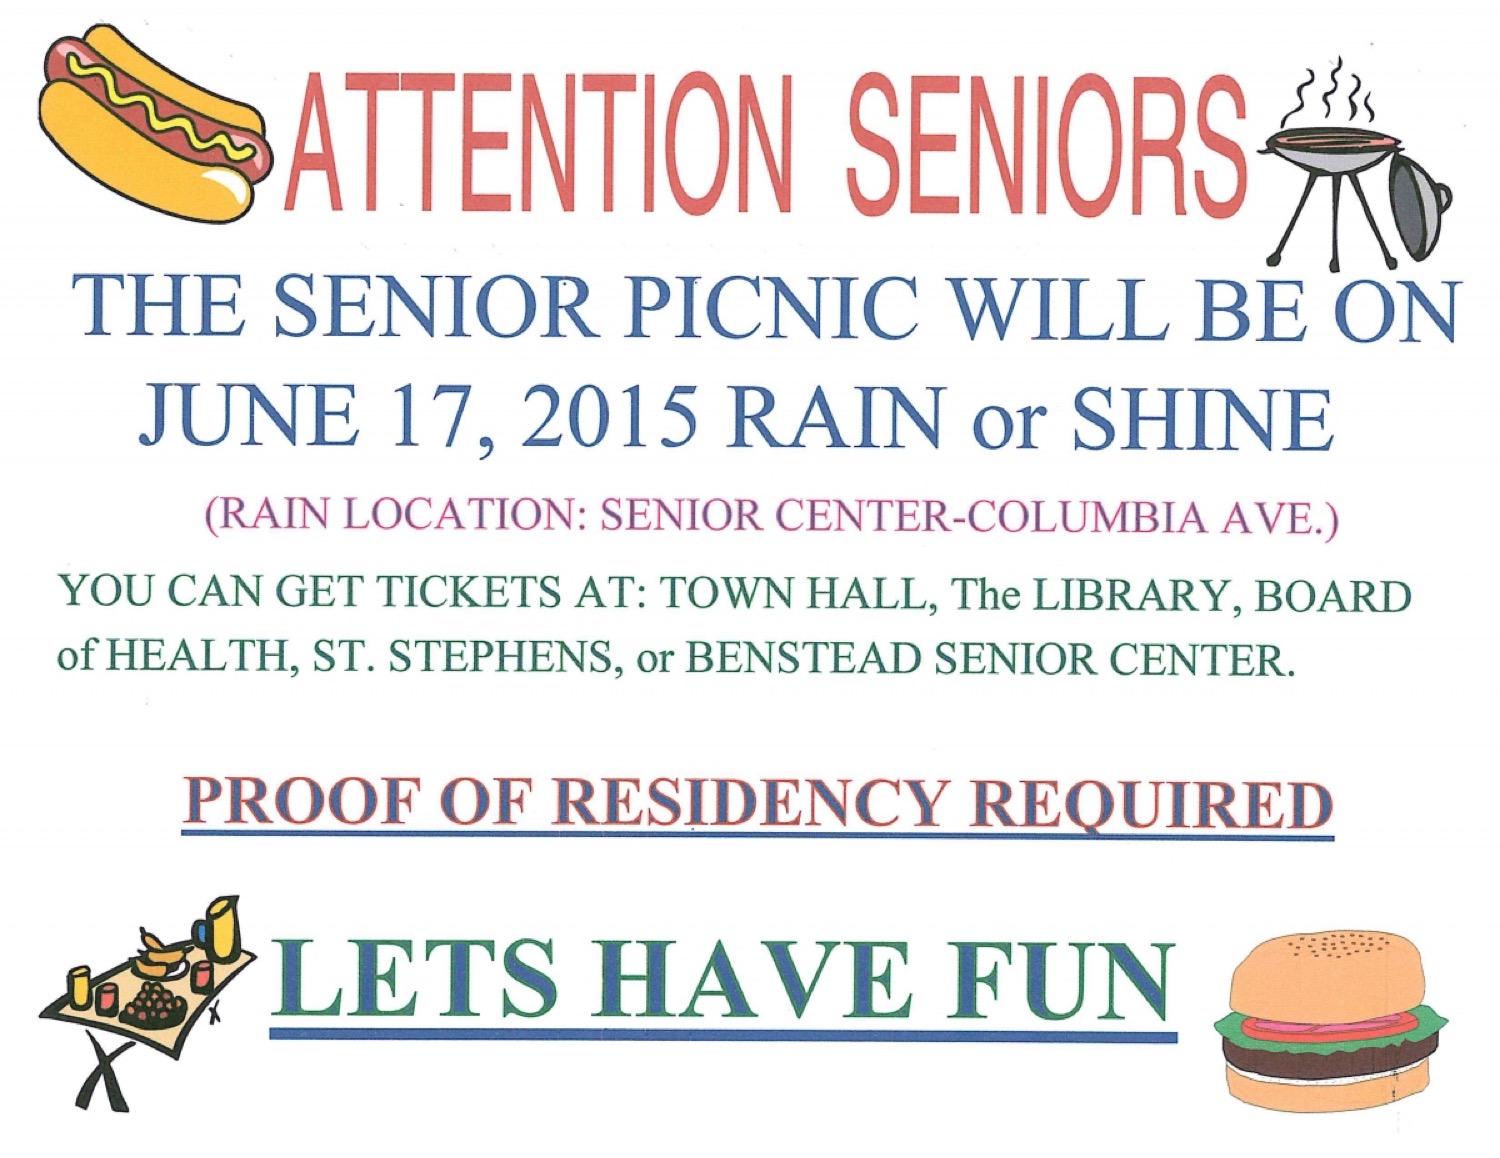 ATTENTION SENIORS
THE SENIOR PICNIC WILL BE ON
JUNE 17, 2015 RAIN or SHINE
(RAIN LOCATION: SENIOR CENTER-COLUMBIA AVE.)
YOU CAN GET TICKETS AT: TOWN HALL, The LIBRARY, BOARD
of HEALTH, ST. STEPHENS, or BENSTEAD SENIOR CENTER.
PROOF OF RESIDENCY REQUIRED
LETS HAVE FUN